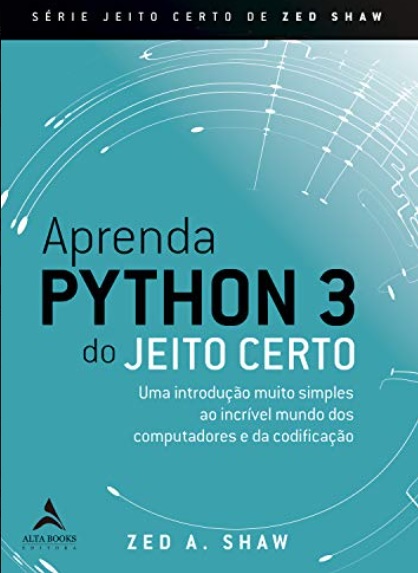 SÉRIE JEITO CERTO DE ZED SHAW
Aprenda
PYTHON 3
do JEITO CERTO
Uma introdução muito simples
ao incrível mundo dos
computadores e da codificação
ALTA BOOKS
EDITORA
ZED A. SHAW